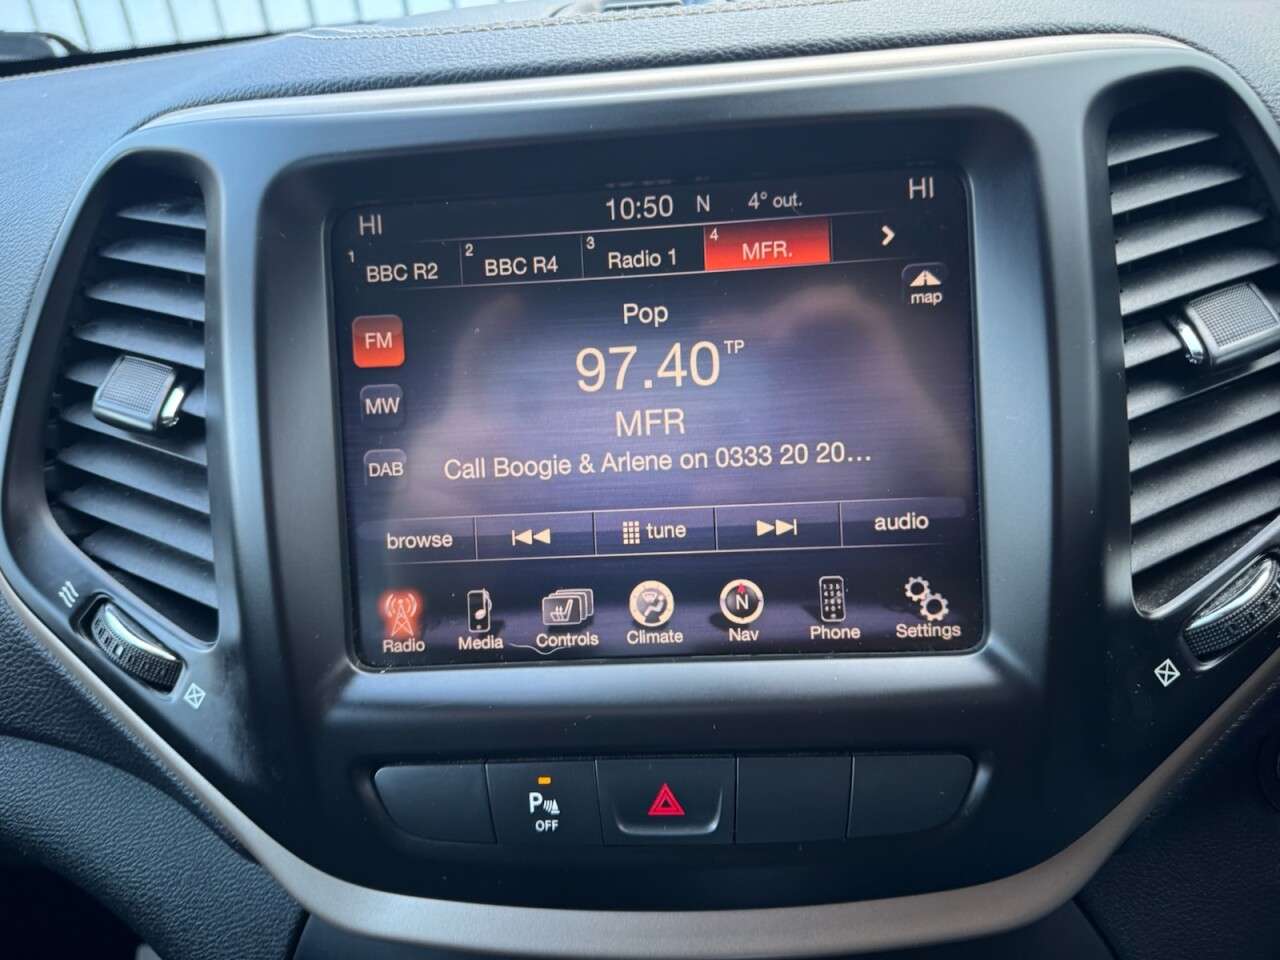 HI 10:50 N 4° out. HI
1 BBC R2 2 BBC R4 3 Radio 1 4 MFR.
map
Pop
FM
97.40 TP
MW
MFR
DAB
Call Boogie & Arlene on 0333 20 20...
browse tune audio
Radio Media Controls Climate N Nav Phone Settings
P OFF